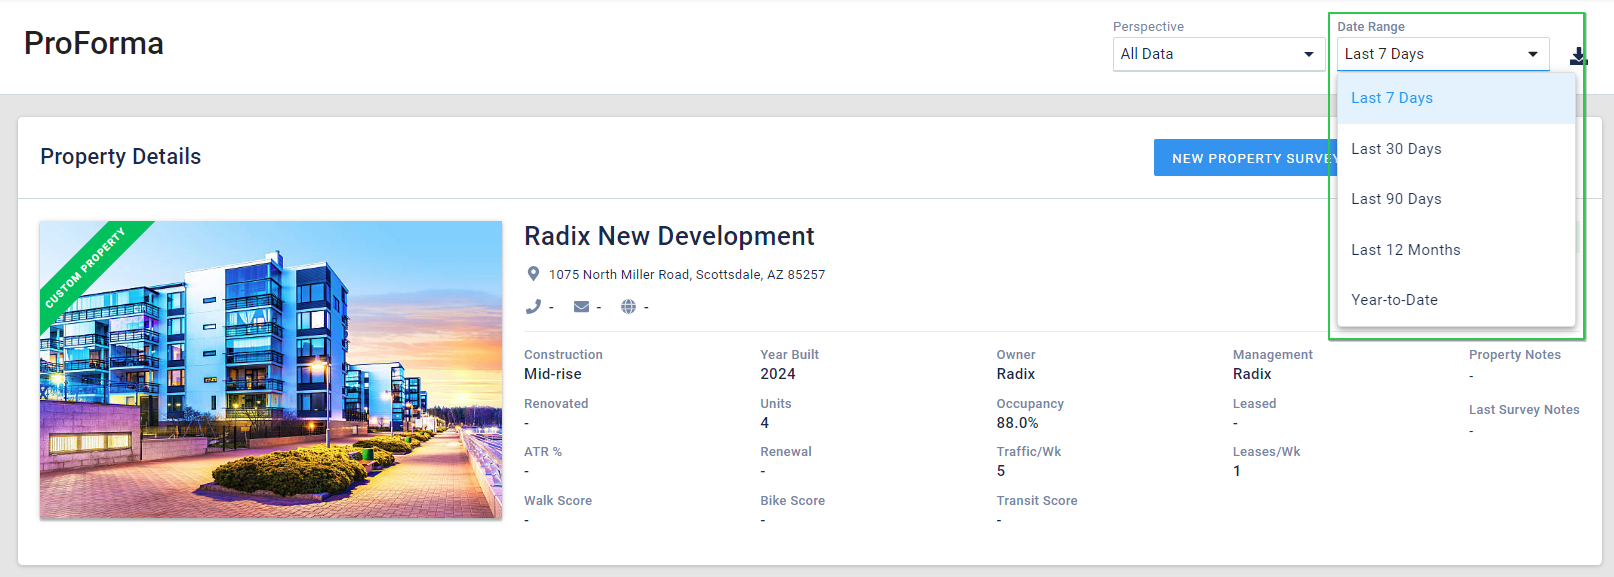 ProForma
Perspective
All Data
Date Range
Last 7 Days
Last 7 Days
Last 30 Days
Last 90 Days
Last 12 Months
Year-to-Date
Property Details
NEW PROPERTY SURVEY
CUSTOM PROPERTY
Radix New Development
1075 North Miller Road, Scottsdale, AZ 85257
- - -
Construction
Mid-rise
Year Built
2024
Owner
Radix
Management
Radix
Property Notes
-
Renovated
-
Units
4
Occupancy
88.0%
Leased
-
Last Survey Notes
-
ATR %
-
Renewal
-
Traffic/Wk
5
Leases/Wk
1
Walk Score
-
Bike Score
-
Transit Score
-